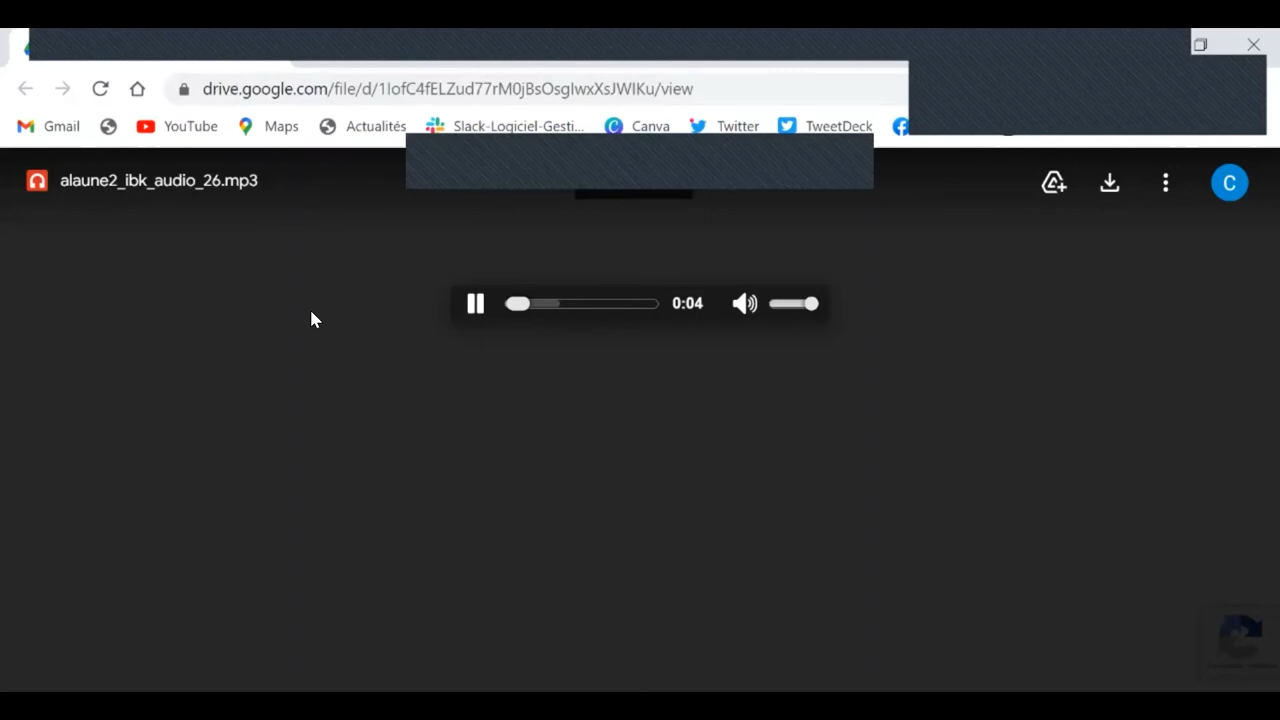 drive.google.com/file/d/1IofC4fELZud77rM0jBsOsgIwxXsJWlKu/view
Gmail YouTube Maps Actualités Slack-Logiciel-Gesti... Canva Twitter TweetDeck
alaune2_ibk_audio_26.mp3 C
0:04